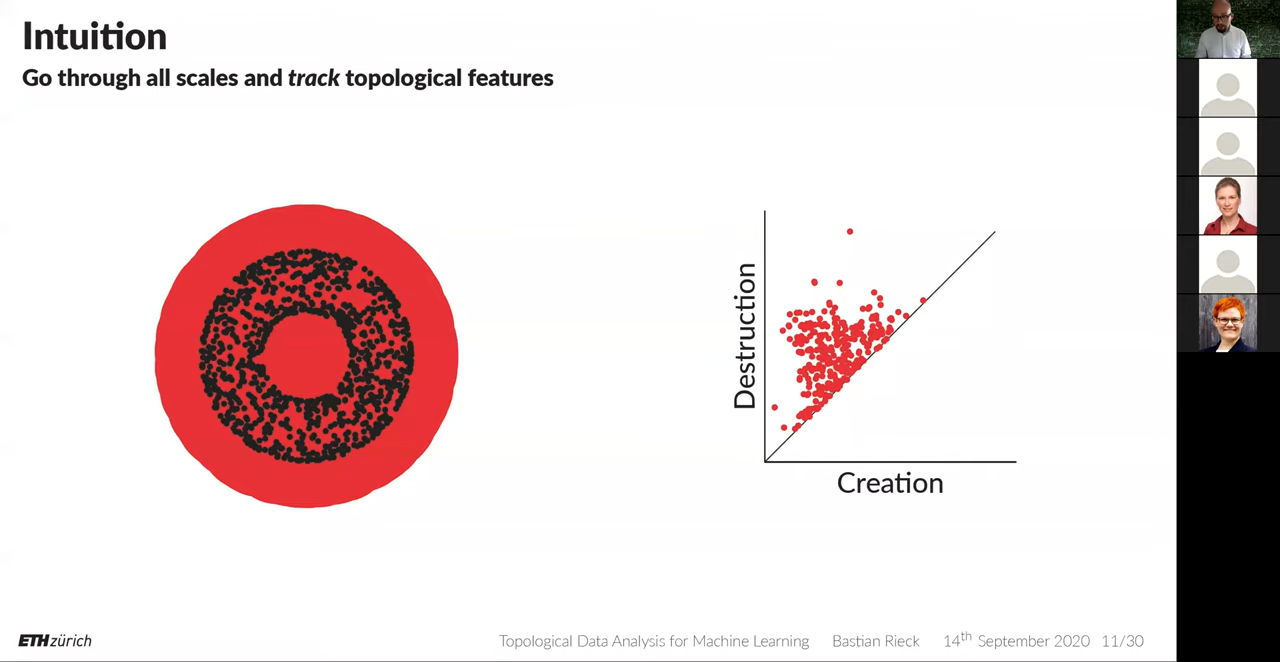 Intuition
Go through all scales and track topological features
Destruction
Creation
ETH zürich
Topological Data Analysis for Machine Learning Bastian Rieck 14th September 2020 11/30